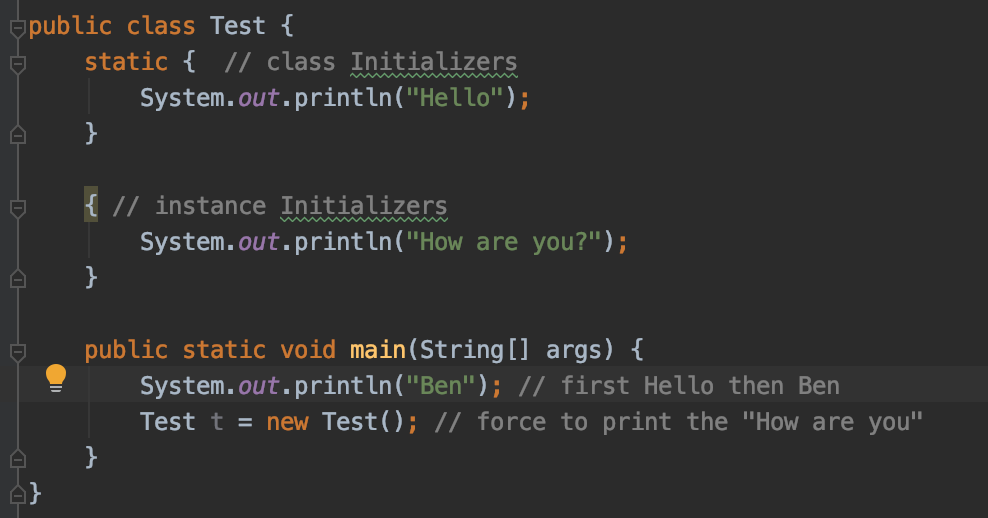 public class Test {
    static {  // class Initializers
        System.out.println("Hello");
    }

    { // instance Initializers
        System.out.println("How are you?");
    }

    public static void main(String[] args) {
        System.out.println("Ben"); // first Hello then Ben
        Test t = new Test(); // force to print the "How are you"
    }
}